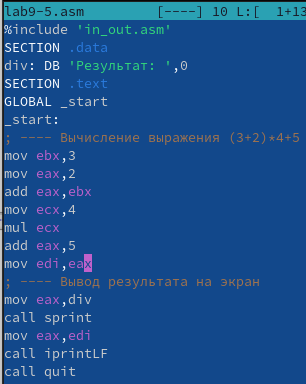 lab9-5.asm [----] 10 L:[ 1+13
%include 'in_out.asm'
SECTION .data
div: DB 'Результат: ',0
SECTION .text
GLOBAL _start
_start:
; ---- Вычисление выражения (3+2)*4+5
mov ebx,3
mov eax,2
add eax,ebx
mov ecx,4
mul ecx
add eax,5
mov edi,eax
; ---- Вывод результата на экран
mov eax,div
call sprint
mov eax,edi
call iprintLF
call quit